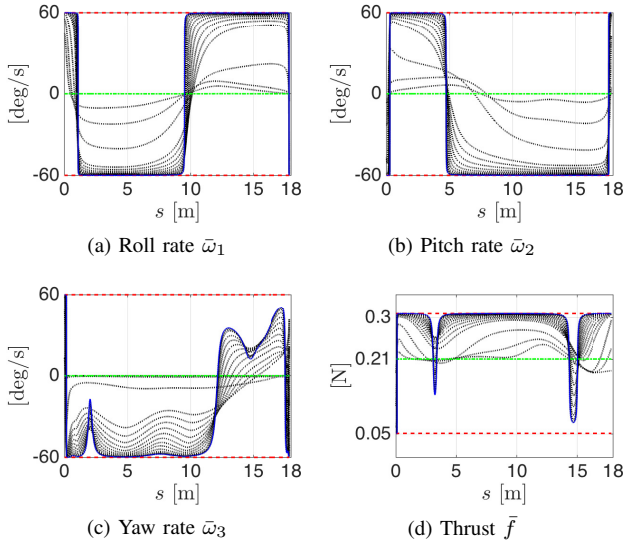 60
0
-60
[deg/s]
0 5 10 15 18
s [m]
(a) Roll rate ω̄₁
60
0
-60
[deg/s]
0 5 10 15 18
s [m]
(b) Pitch rate ω̄₂
60
0
-60
[deg/s]
0 5 10 15 18
s [m]
(c) Yaw rate ω̄₃
0.3
0.21
0.05
[N]
0 5 10 15 18
s [m]
(d) Thrust f̄